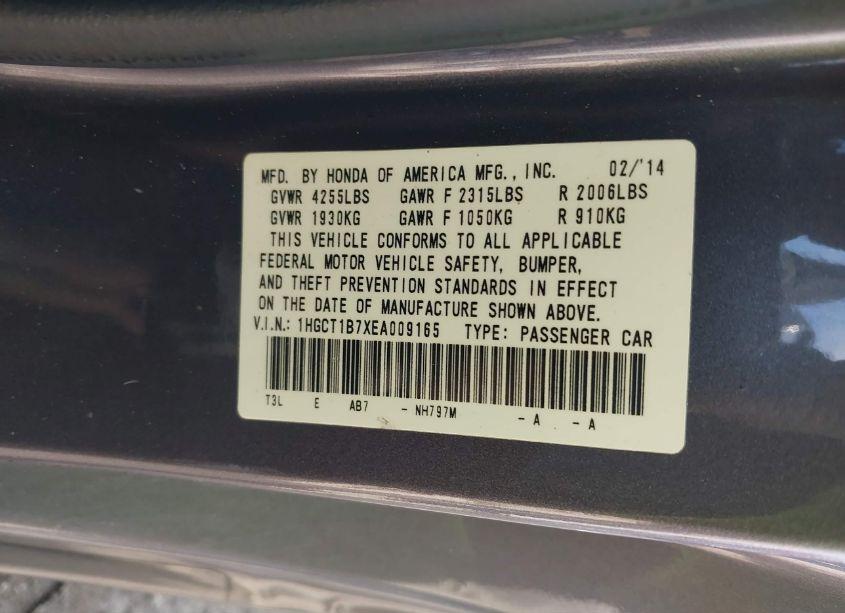 MFD. BY HONDA OF AMERICA MFG., INC. 02/'14
GVWR 4255LBS GAWR F 2315LBS R 2006LBS
GVWR 1930KG GAWR F 1050KG R 910KG
THIS VEHICLE CONFORMS TO ALL APPLICABLE
FEDERAL MOTOR VEHICLE SAFETY, BUMPER,
AND THEFT PREVENTION STANDARDS IN EFFECT
ON THE DATE OF MANUFACTURE SHOWN ABOVE.
V.I.N.: 1HGCT1B7XEA009165 TYPE: PASSENGER CAR
T3L E AB7 - NH797M - A - A